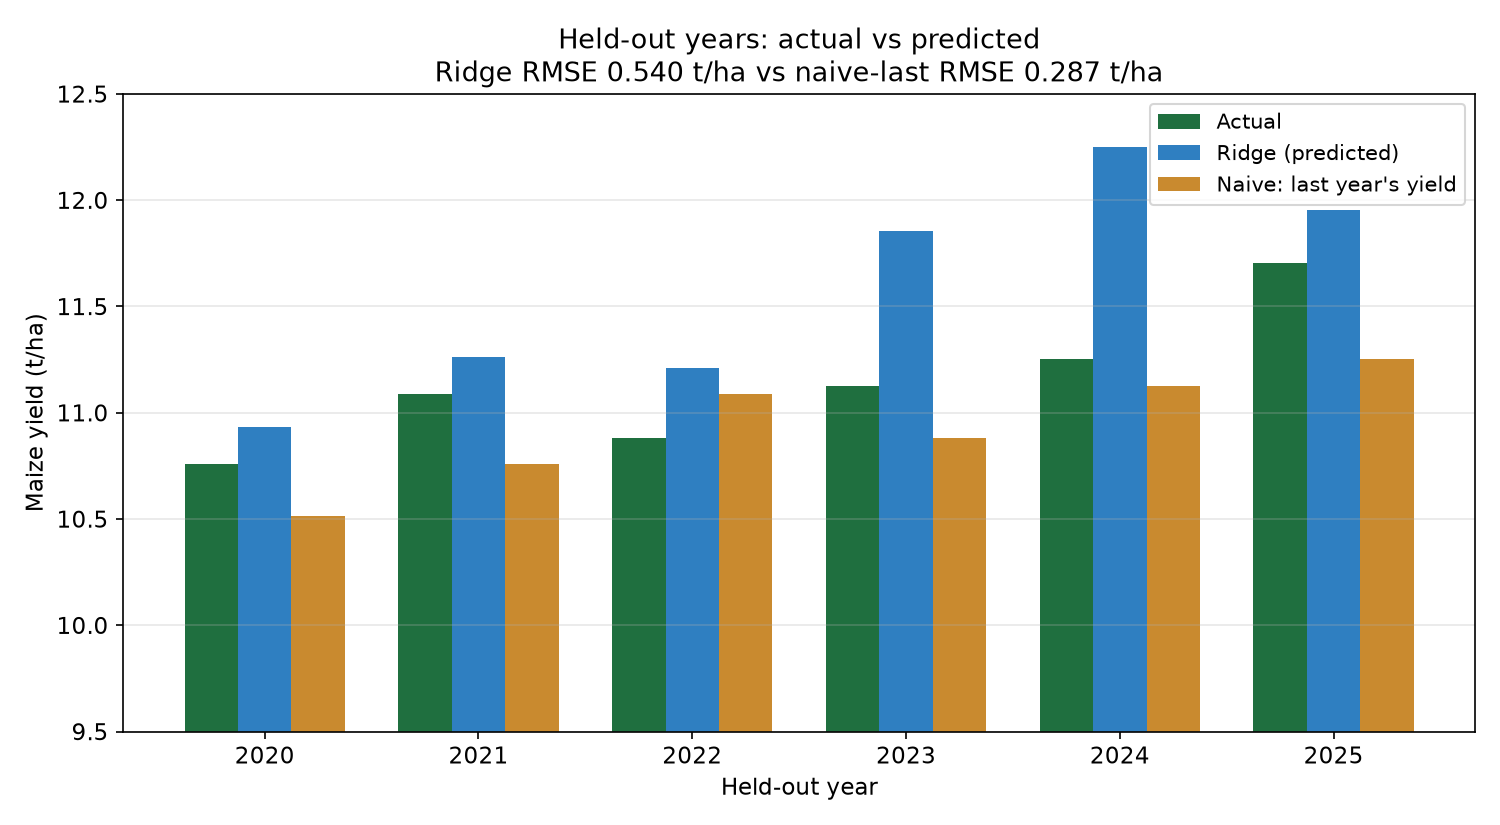 Held-out years: actual vs predicted
Ridge RMSE 0.540 t/ha vs naive-last RMSE 0.287 t/ha
Actual
Ridge (predicted)
Naive: last year's yield
Maize yield (t/ha)
12.5
12.0
11.5
11.0
10.5
10.0
9.5
2020 2021 2022 2023 2024 2025
Held-out year